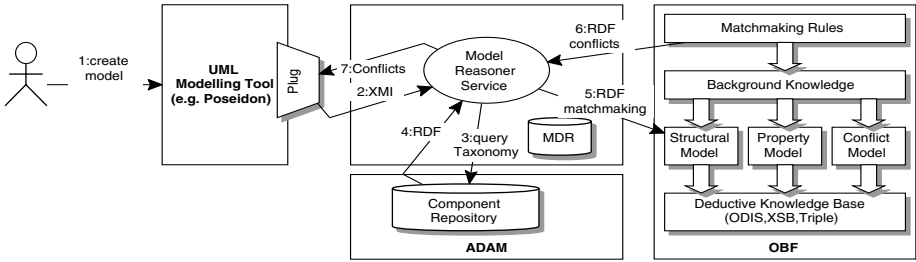 1:create
model
UML
Modelling Tool
(e.g. Poseidon)
Plug
7:Conflicts
2:XMI
Model
Reasoner
Service
4:RDF
3:query
Taxonomy
MDR
6:RDF
conflicts
5:RDF
matchmaking
Component
Repository
ADAM
Matchmaking Rules
Background Knowledge
Structural
Model
Property
Model
Conflict
Model
Deductive Knowledge Base
(ODIS,XSB,Triple)
OBF